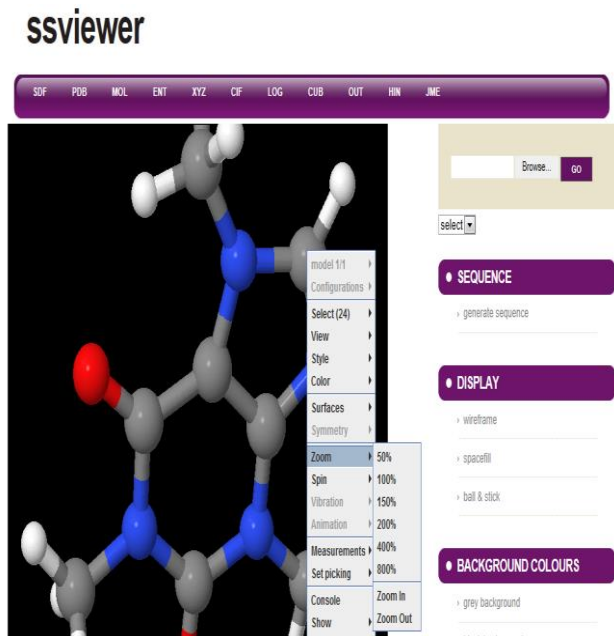 ssviewer
SDF PDB MOL ENT XYZ CIF LOG CUB OUT HIN JME
Browse... GO
select
model 1/1
Configurations
Select (24)
View
Style
Color
Surfaces
Symmetry
Zoom
Spin
Vibration
Animation
Measurements
Set picking
Console
Show
50%
100%
150%
200%
400%
800%
Zoom In
Zoom Out
SEQUENCE
generate sequence
DISPLAY
wireframe
spacefill
ball & stick
BACKGROUND COLOURS
grey background